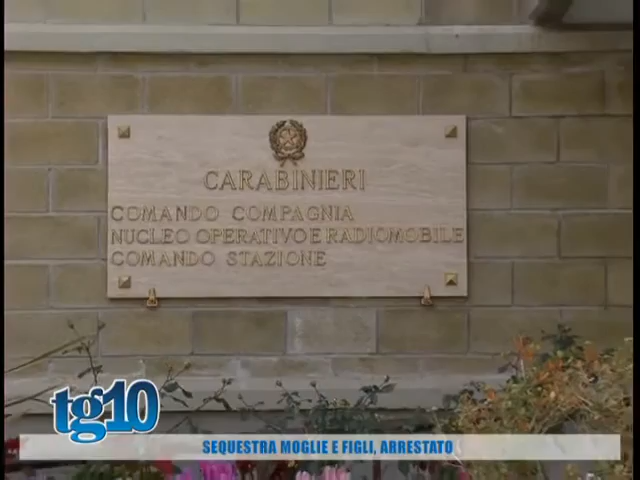 CARABINIERI
COMANDO COMPAGNIA
NUCLEO OPERATIVO E RADIOMOBILE
COMANDO STAZIONE
tg10
SEQUESTRA MOGLIE E FIGLI, ARRESTATO